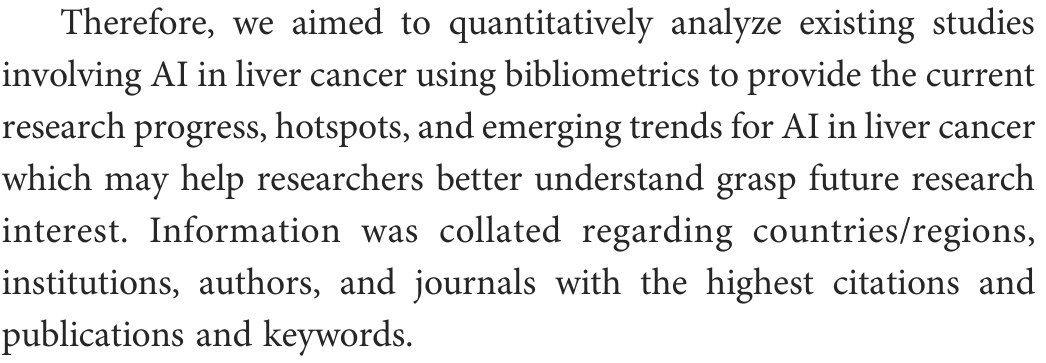 Therefore, we aimed to quantitatively analyze existing studies
involving AI in liver cancer using bibliometrics to provide the current
research progress, hotspots, and emerging trends for AI in liver cancer
which may help researchers better understand grasp future research
interest. Information was collated regarding countries/regions,
institutions, authors, and journals with the highest citations and
publications and keywords.